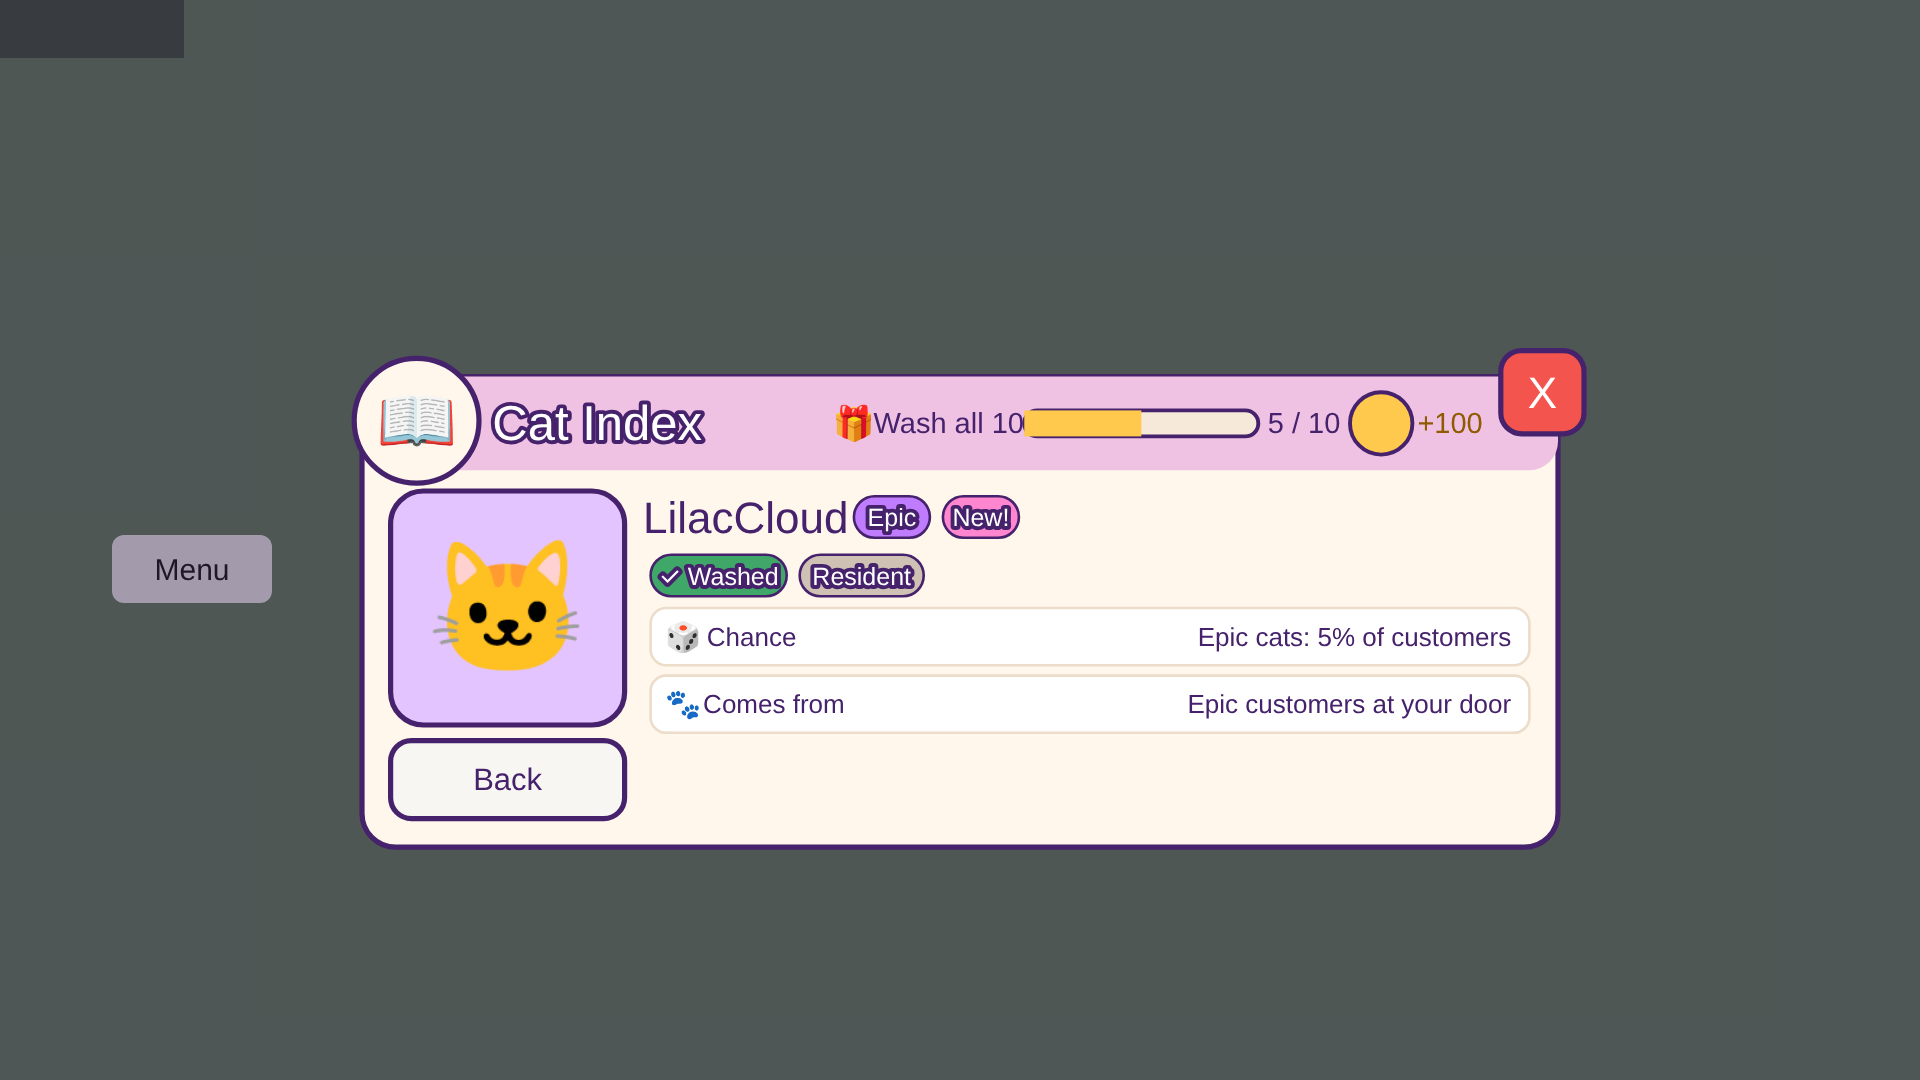 Cat Index
Wash all 10 5 / 10 +100
X
LilacCloud Epic New!
Washed Resident
Chance Epic cats: 5% of customers
Comes from Epic customers at your door
Back
Menu